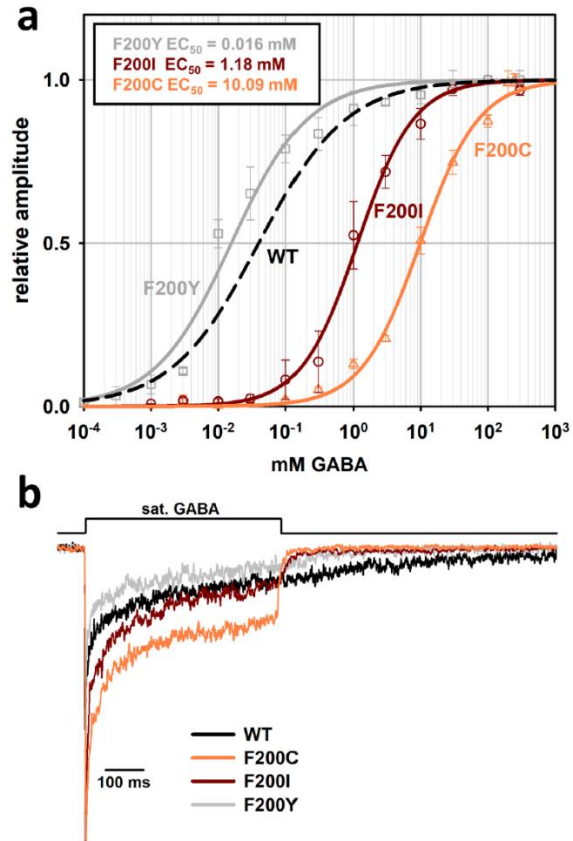 a
F200Y EC50 = 0.016 mM
F200I EC50 = 1.18 mM
F200C EC50 = 10.09 mM
1.0
0.5
0.0
relative amplitude
F200Y
WT
F200I
F200C
10-4 10-3 10-2 10-1 100 101 102 103
mM GABA
b
sat. GABA
100 ms
WT
F200C
F200I
F200Y